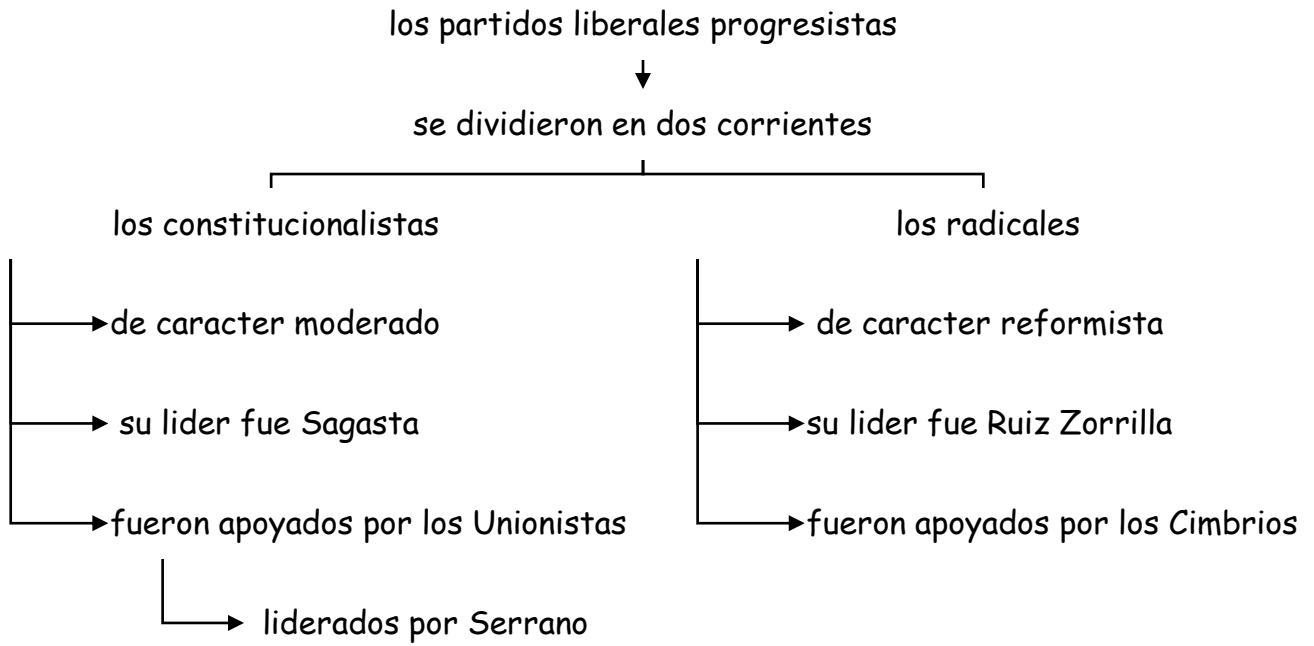 los partidos liberales progresistas
se dividieron en dos corrientes
los constitucionalistas
de caracter moderado
su lider fue Sagasta
fueron apoyados por los Unionistas
liderados por Serrano
los radicales
de caracter reformista
su lider fue Ruiz Zorrilla
fueron apoyados por los Cimbrios